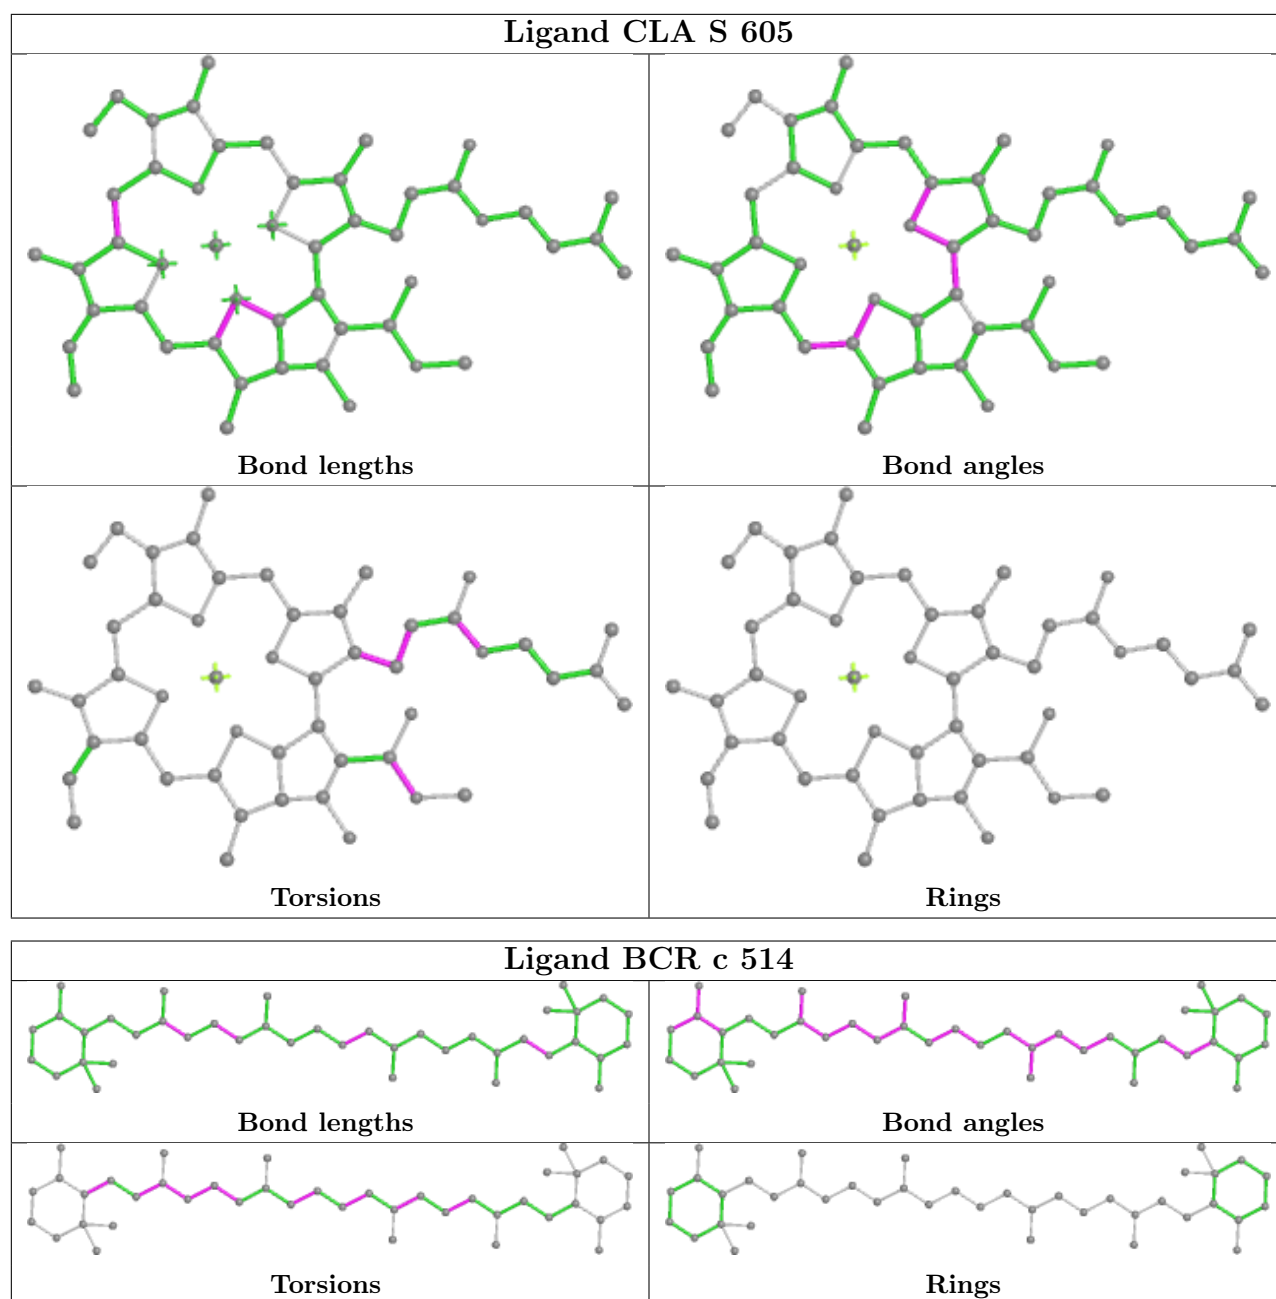 Ligand CLA S 605
Bond lengths
Bond angles
Torsions
Rings
Ligand BCR c 514
Bond lengths
Bond angles
Torsions
Rings